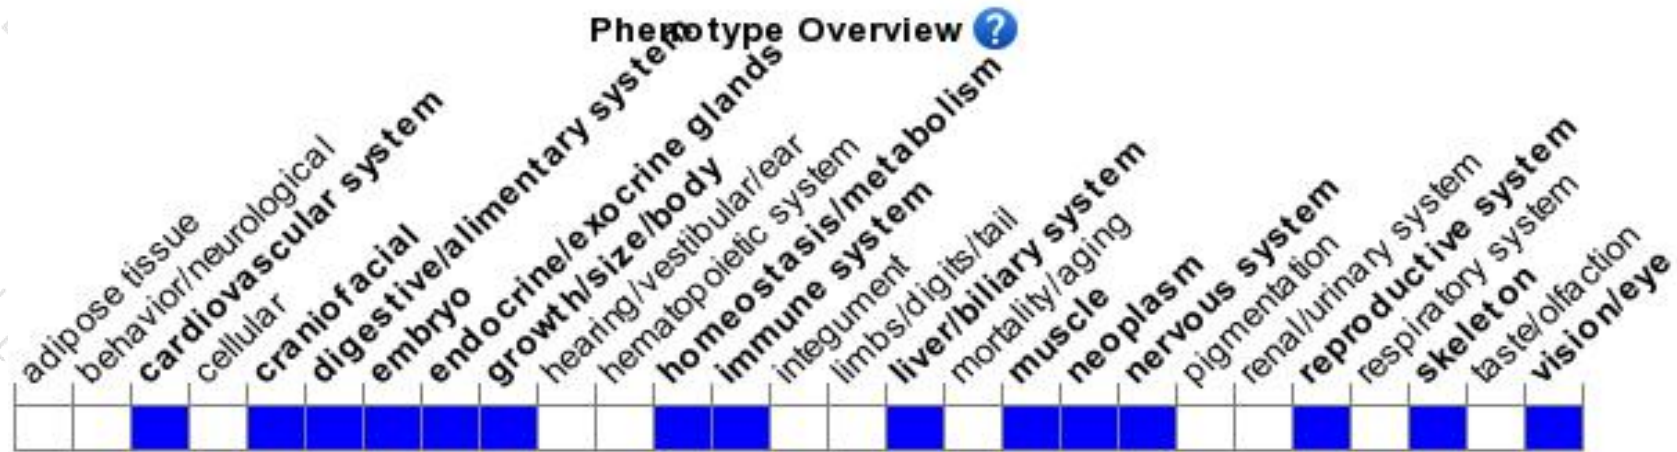 Phenotype Overview ?
adipose tissue
behavior/neurological
cardiovascular system
cellular
craniofacial
digestive/alimentary system
embryo
endocrine/exocrine glands
growth/size/body
hearing/vestibular/ear
hematopoietic system
homeostasis/metabolism
immune system
integument
limbs/digits/tail
liver/biliary system
mortality/aging
muscle
neoplasm
nervous system
pigmentation
renal/urinary system
reproductive system
respiratory system
skeleton
taste/olfaction
vision/eye